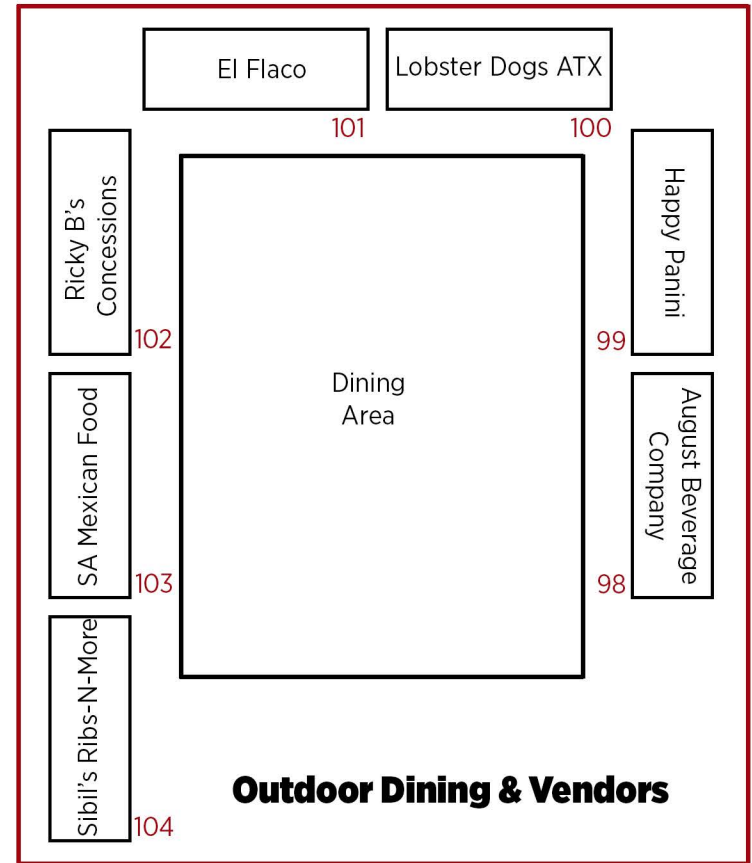 El Flaco
Lobster Dogs ATX
101
100
Ricky B's
Concessions
102
Happy Panini
99
Dining
Area
SA Mexican Food
103
August Beverage
Company
98
Sibil's Ribs-N-More
104
Outdoor Dining & Vendors